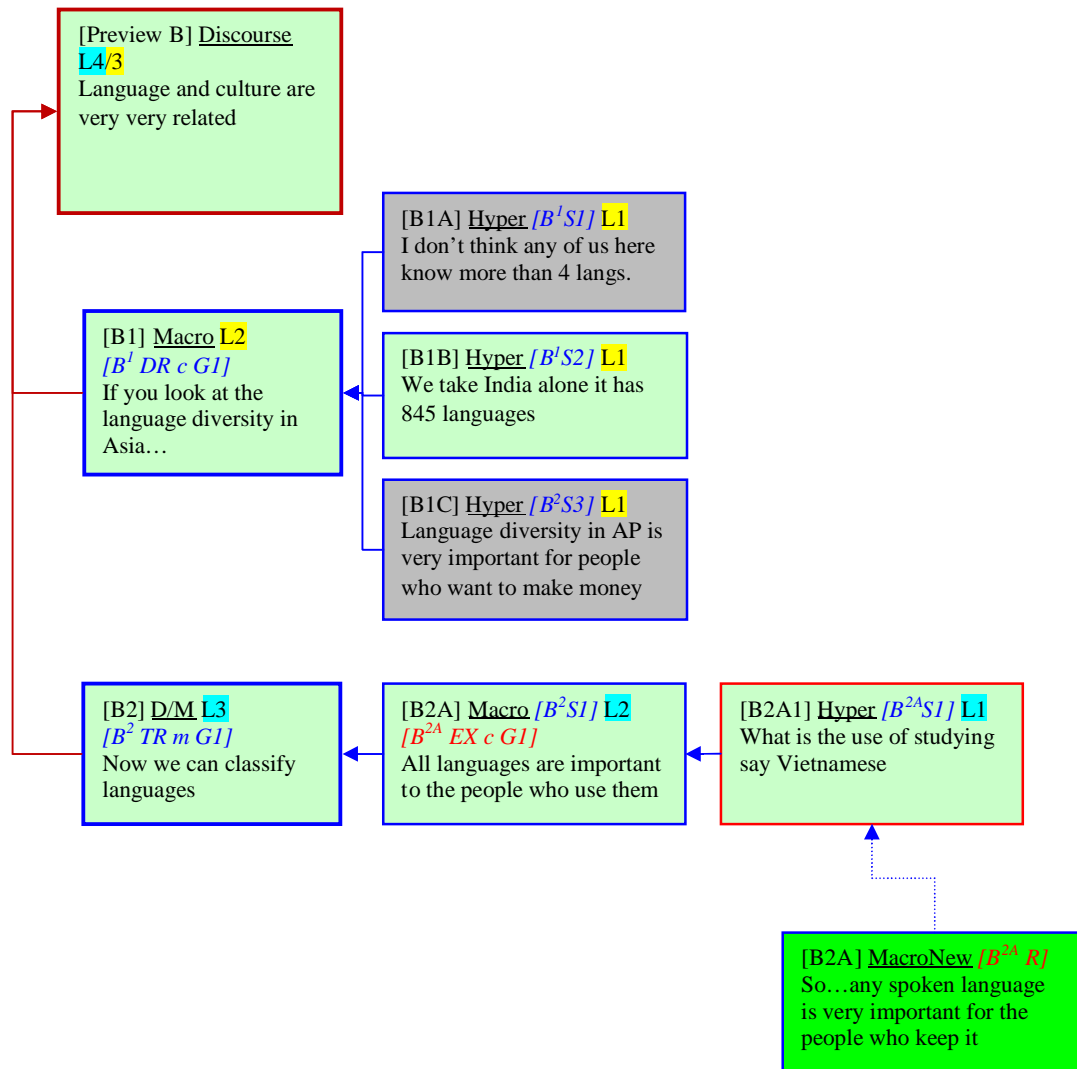 [Preview B] Discourse
L4/3
Language and culture are
very very related
[B1A] Hyper [B¹S1] L1
I don’t think any of us here
know more than 4 langs.
[B1] Macro L2
[B¹ DR c G1]
If you look at the
language diversity in
Asia…
[B1B] Hyper [B¹S2] L1
We take India alone it has
845 languages
[B1C] Hyper [B²S3] L1
Language diversity in AP is
very important for people
who want to make money
[B2] D/M L3
[B² TR m G1]
Now we can classify
languages
[B2A] Macro [B²S1] L2
[B²ᴬ EX c G1]
All languages are important
to the people who use them
[B2A1] Hyper [B²ᴬS1] L1
What is the use of studying
say Vietnamese
[B2A] MacroNew [B²ᴬ R]
So…any spoken language
is very important for the
people who keep it